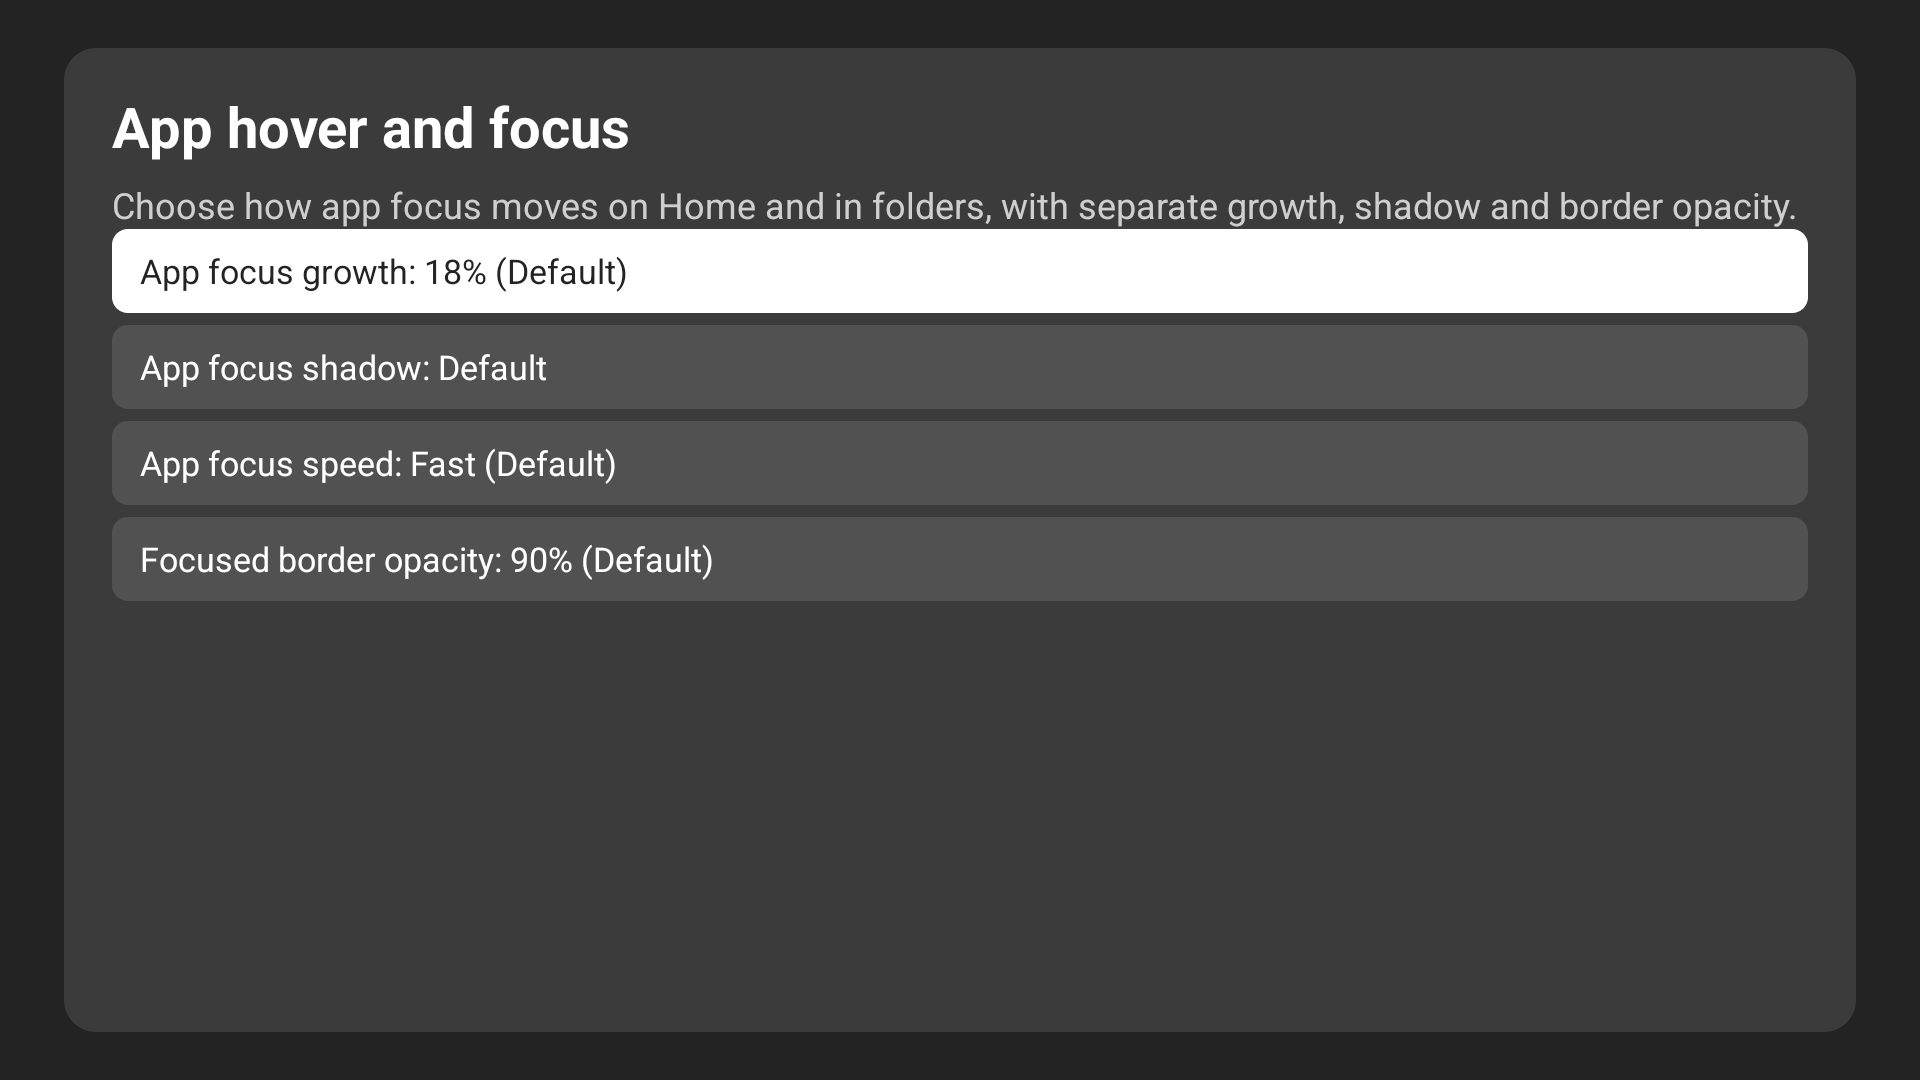 App hover and focus
Choose how app focus moves on Home and in folders, with separate growth, shadow and border opacity.
App focus growth: 18% (Default)
App focus shadow: Default
App focus speed: Fast (Default)
Focused border opacity: 90% (Default)